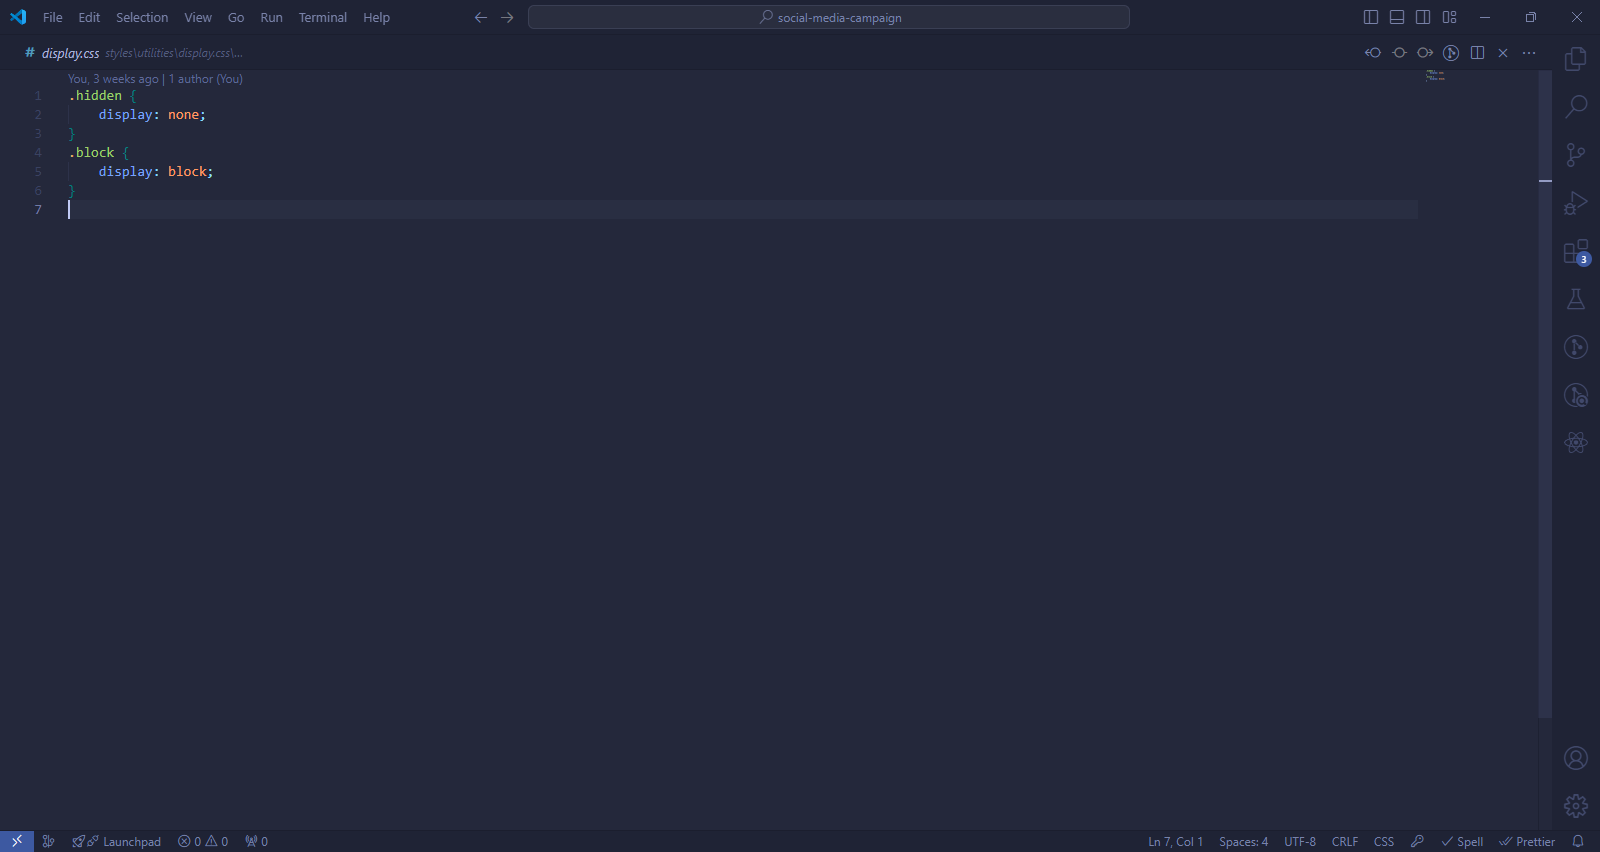 File Edit Selection View Go Run Terminal Help social-media-campaign
# display.css styles\utilities\display.css\...
You, 3 weeks ago | 1 author (You)
1 .hidden {
2 display: none;
3 }
4 .block {
5 display: block;
6 }
7
3
Launchpad 0 0 0 Ln 7, Col 1 Spaces: 4 UTF-8 CRLF CSS Spell Prettier